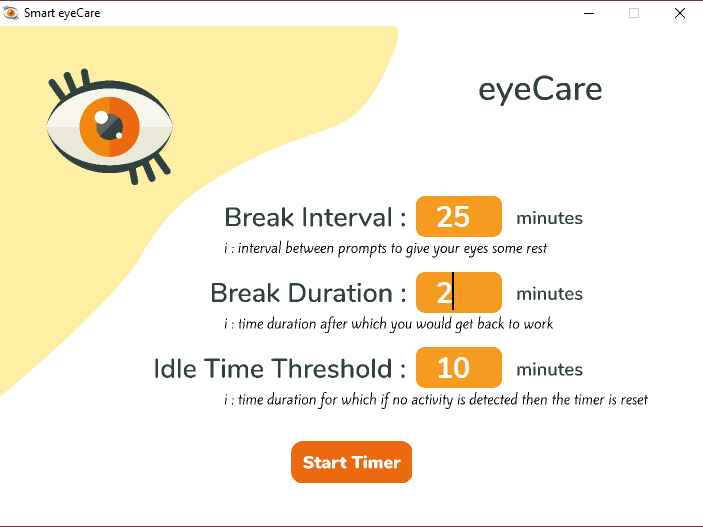 Smart eyeCare
eyeCare
Break Interval : 25 minutes
i : interval between prompts to give your eyes some rest
Break Duration : 2 minutes
i : time duration after which you would get back to work
Idle Time Threshold : 10 minutes
i : time duration for which if no activity is detected then the timer is reset
Start Timer